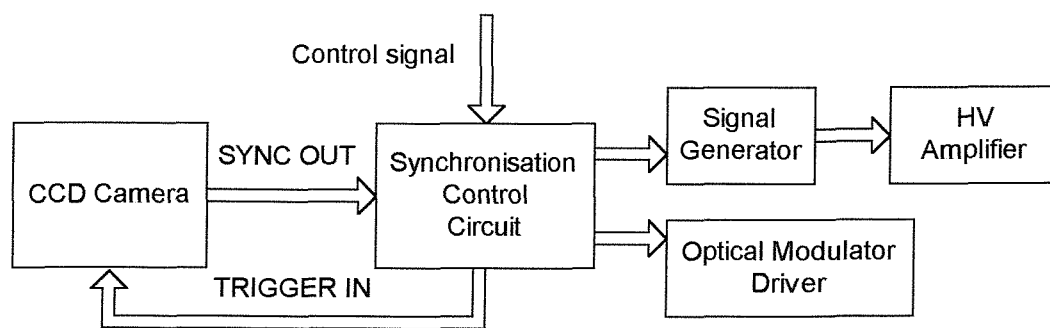 Control signal
CCD Camera
SYNC OUT
TRIGGER IN
Synchronisation
Control
Circuit
Signal
Generator
HV
Amplifier
Optical Modulator
Driver